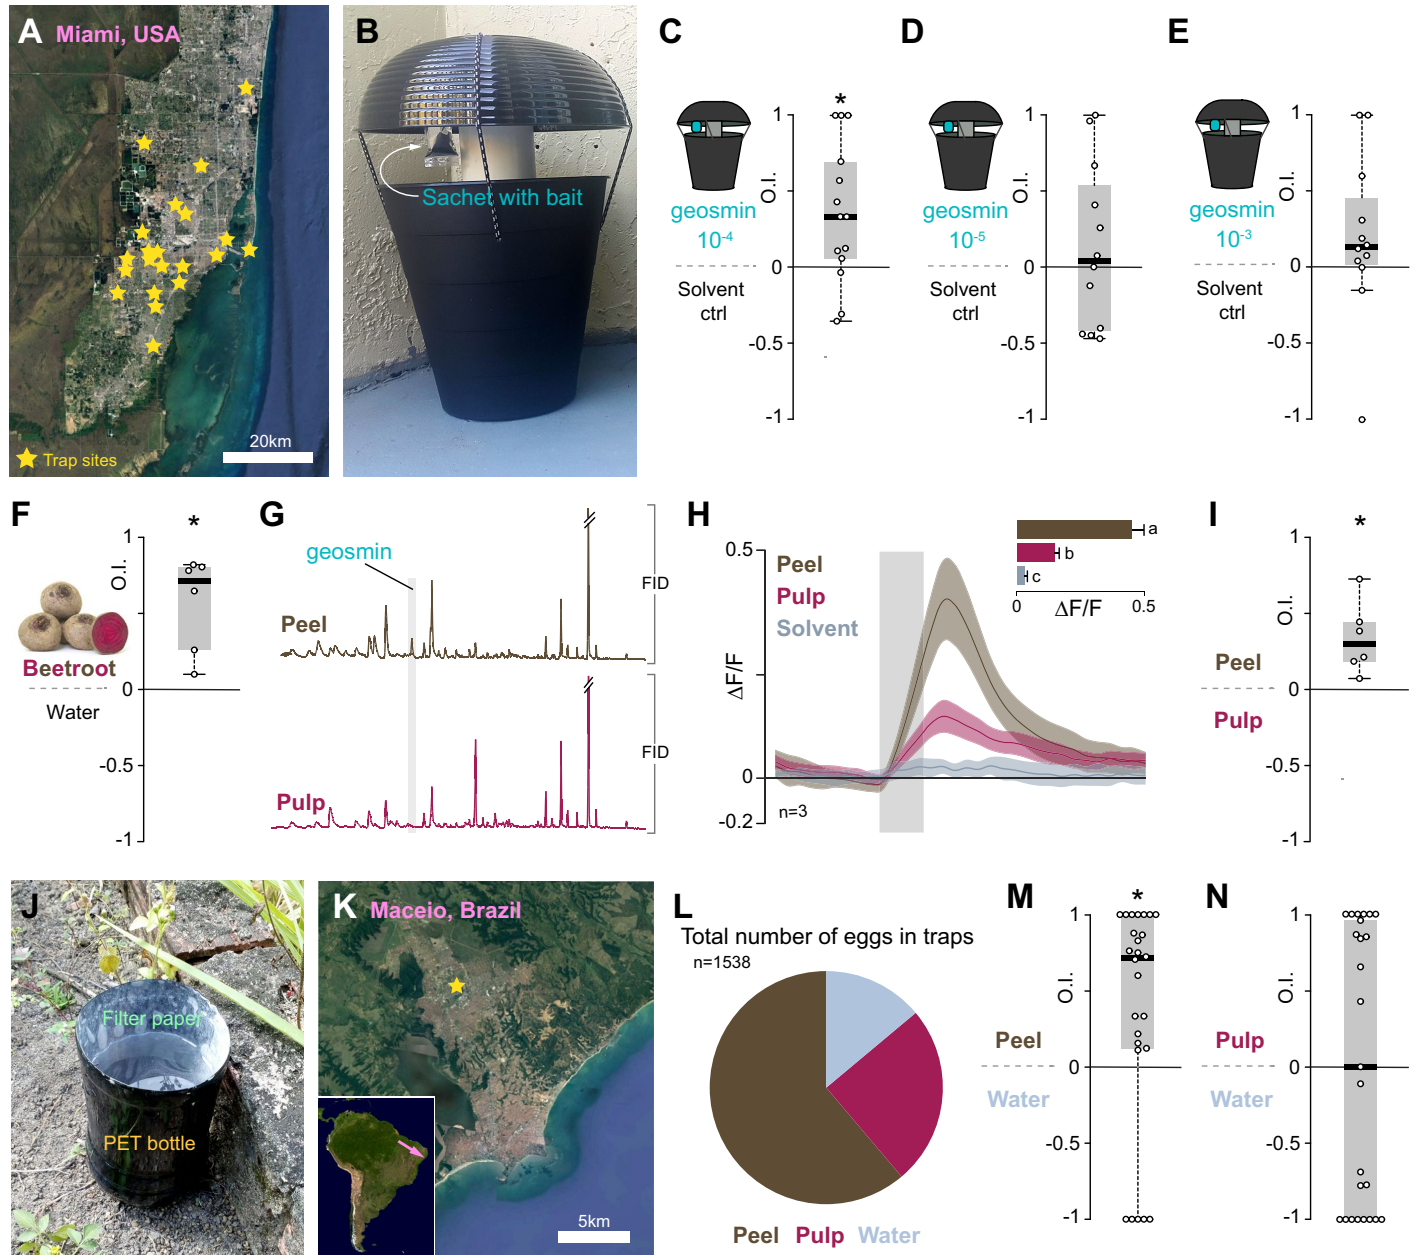 A Miami, USA
Trap sites
20km
B
Sachet with bait
C
*
O.I.
1
0
-0.5
-1
geosmin
10-4
Solvent
ctrl
D
O.I.
1
0
-0.5
-1
geosmin
10-5
Solvent
ctrl
E
O.I.
1
0
-0.5
-1
geosmin
10-3
Solvent
ctrl
F
*
O.I.
1
0
-0.5
-1
Beetroot
Water
G
geosmin
Peel
FID
Pulp
FID
H
0.5
ΔF/F
0
-0.2
Peel
Pulp
Solvent
n=3
a
b
c
0
ΔF/F
0.5
I
*
O.I.
1
0
-0.5
-1
Peel
Pulp
J
Filter paper
PET bottle
K Maceio, Brazil
5km
L
Total number of eggs in traps
n=1538
Peel Pulp Water
M
*
O.I.
1
0
-0.5
-1
Peel
Water
N
O.I.
1
0
-0.5
-1
Pulp
Water